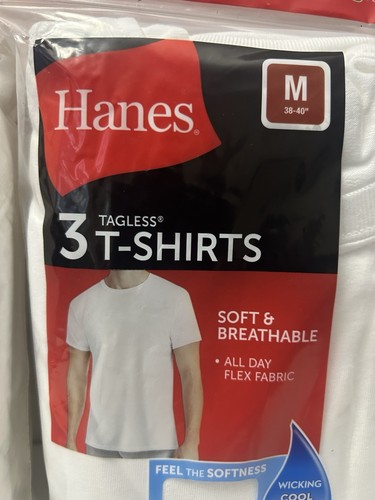 Hanes®
M
38-40"
3 TAGLESS®
T-SHIRTS
SOFT &
BREATHABLE
• ALL DAY
FLEX FABRIC
FEEL THE SOFTNESS
WICKING
COOL